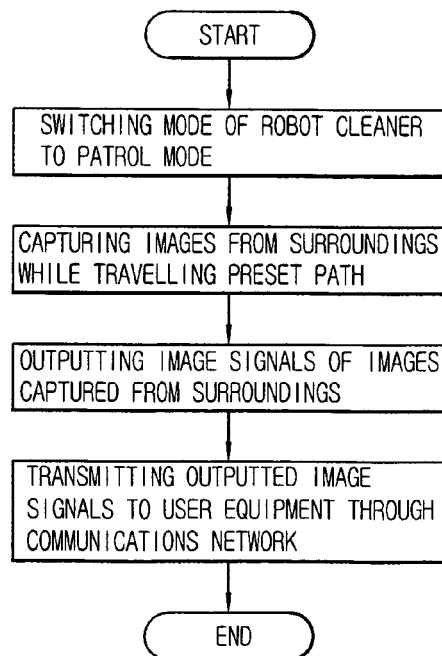 START
SWITCHING MODE OF ROBOT CLEANER
TO PATROL MODE
CAPTURING IMAGES FROM SURROUNDINGS
WHILE TRAVELLING PRESET PATH
OUTPUTTING IMAGE SIGNALS OF IMAGES
CAPTURED FROM SURROUNDINGS
TRANSMITTING OUTPUTTED IMAGE
SIGNALS TO USER EQUIPMENT THROUGH
COMMUNICATIONS NETWORK
END